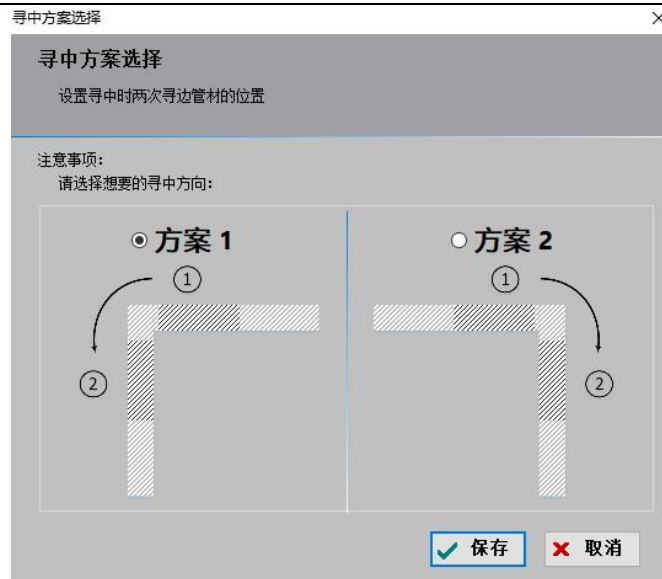 寻中方案选择
寻中方案选择
设置寻中时两次寻边管材的位置
注意事项：
请选择想要的寻中方向：
方案 1
方案 2
①
①
②
②
保存
取消